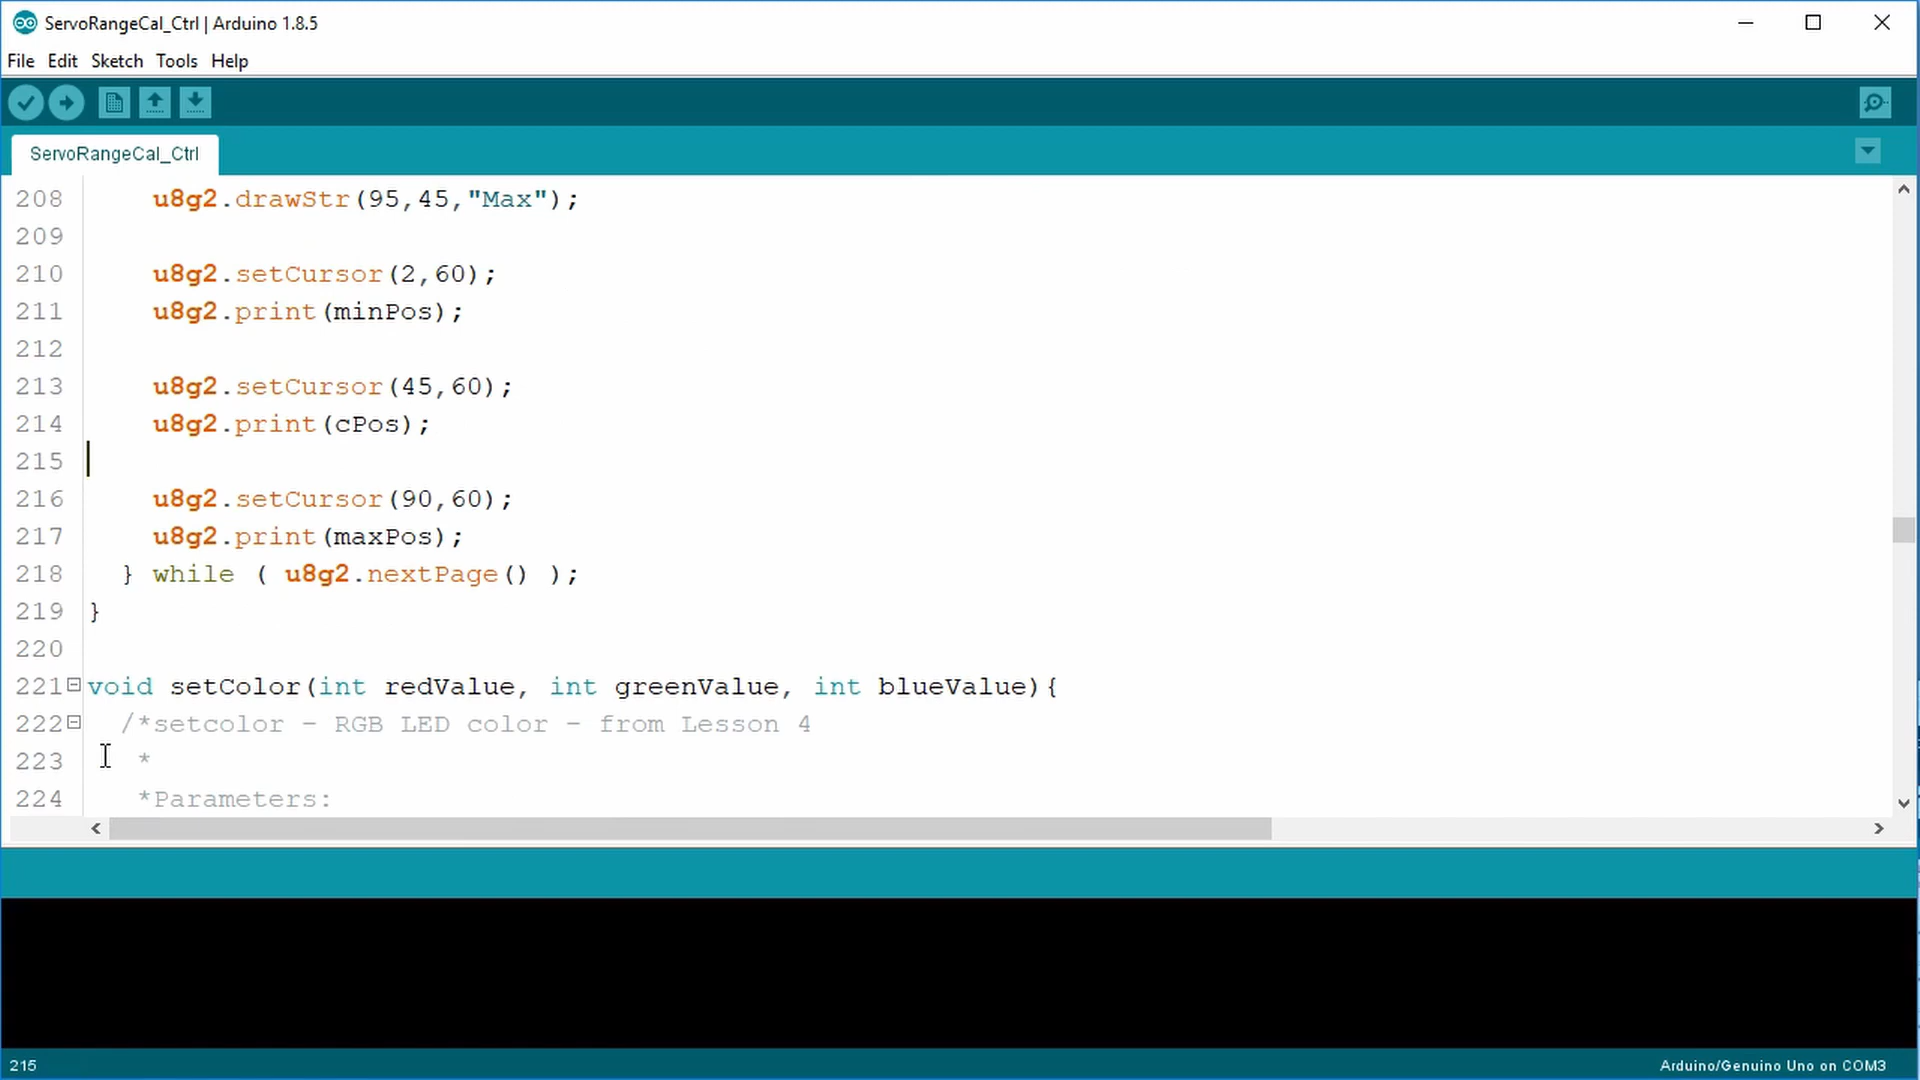 ServoRangeCal_Ctrl | Arduino 1.8.5
File Edit Sketch Tools Help
ServoRangeCal_Ctrl
208 u8g2.drawStr(95,45,"Max");
209
210 u8g2.setCursor(2,60);
211 u8g2.print(minPos);
212
213 u8g2.setCursor(45,60);
214 u8g2.print(cPos);
215
216 u8g2.setCursor(90,60);
217 u8g2.print(maxPos);
218 } while ( u8g2.nextPage() );
219 }
220
221 void setColor(int redValue, int greenValue, int blueValue){
222 /*setcolor - RGB LED color - from Lesson 4
223 *
224 *Parameters:
215 Arduino/Genuino Uno on COM3